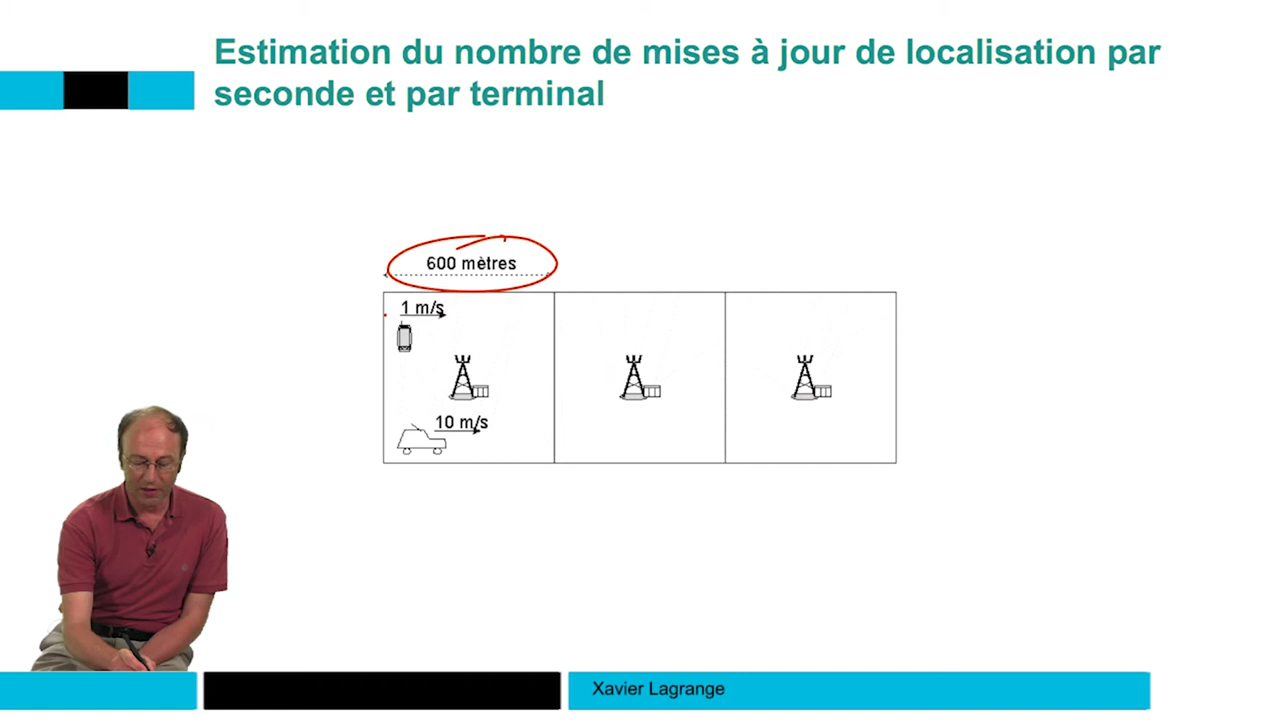 Estimation du nombre de mises à jour de localisation par
seconde et par terminal
600 mètres
1 m/s
10 m/s
Xavier Lagrange